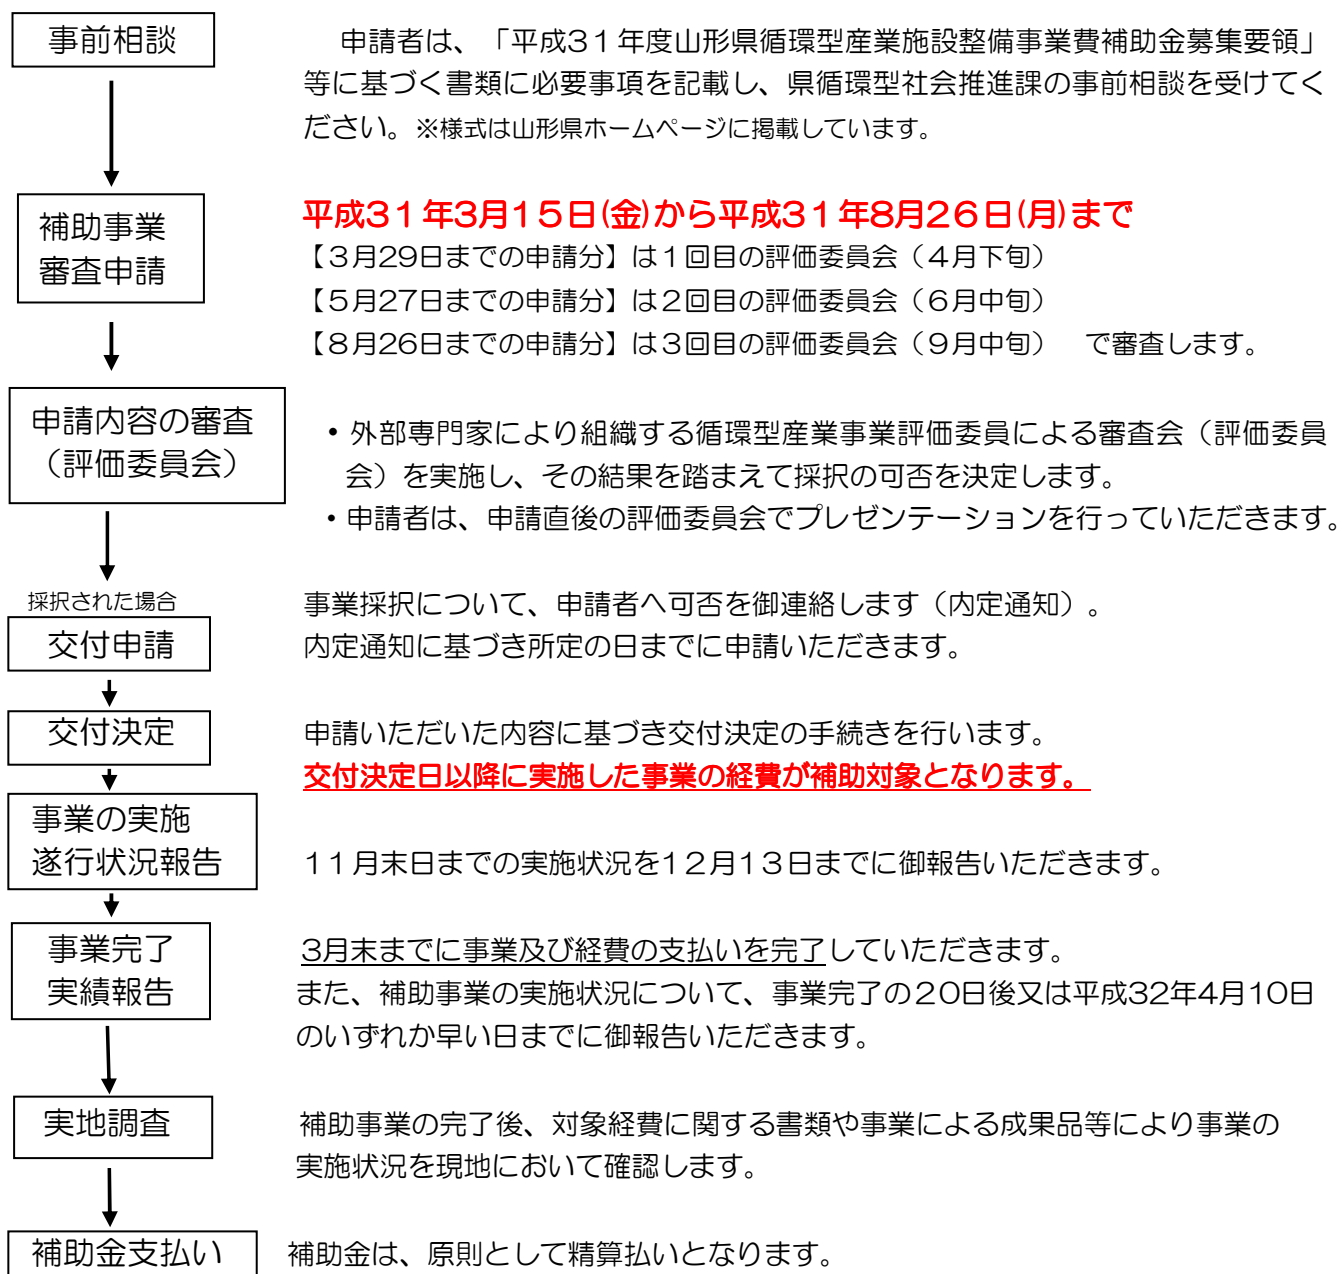 事前相談
申請者は、「平成31年度山形県循環型産業施設整備事業費補助金募集要領」
等に基づく書類に必要事項を記載し、県循環型社会推進課の事前相談を受けてく
ださい。※様式は山形県ホームページに掲載しています。
補助事業
審査申請
平成31年3月15日(金)から平成31年8月26日(月)まで
【3月29日までの申請分】は1回目の評価委員会（4月下旬）
【5月27日までの申請分】は2回目の評価委員会（6月中旬）
【8月26日までの申請分】は3回目の評価委員会（9月中旬）　で審査します。
申請内容の審査
（評価委員会）
・外部専門家により組織する循環型産業事業評価委員による審査会（評価委員
会）を実施し、その結果を踏まえて採択の可否を決定します。
・申請者は、申請直後の評価委員会でプレゼンテーションを行っていただきます。
採択された場合
交付申請
事業採択について、申請者へ可否を御連絡します（内定通知）。
内定通知に基づき所定の日までに申請いただきます。
交付決定
申請いただいた内容に基づき交付決定の手続きを行います。
交付決定日以降に実施した事業の経費が補助対象となります。
事業の実施
遂行状況報告
11月末日までの実施状況を12月13日までに御報告いただきます。
事業完了
実績報告
3月末までに事業及び経費の支払いを完了していただきます。
また、補助事業の実施状況について、事業完了の20日後又は平成32年4月10日
のいずれか早い日までに御報告いただきます。
実地調査
補助事業の完了後、対象経費に関する書類や事業による成果品等により事業の
実施状況を現地において確認します。
補助金支払い
補助金は、原則として精算払いとなります。